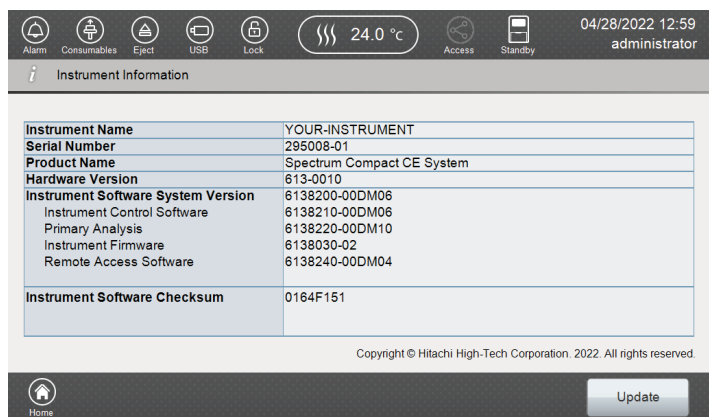 04/28/2022 12:59
24.0 °c
administrator
Alarm Consumables Eject USB Lock Access Standby
i Instrument Information
Instrument Name YOUR-INSTRUMENT
Serial Number 295008-01
Product Name Spectrum Compact CE System
Hardware Version 613-0010
Instrument Software System Version 6138200-00DM06
Instrument Control Software 6138210-00DM06
Primary Analysis 6138220-00DM10
Instrument Firmware 6138030-02
Remote Access Software 6138240-00DM04
Instrument Software Checksum 0164F151
Copyright © Hitachi High-Tech Corporation. 2022. All rights reserved.
Update
Home